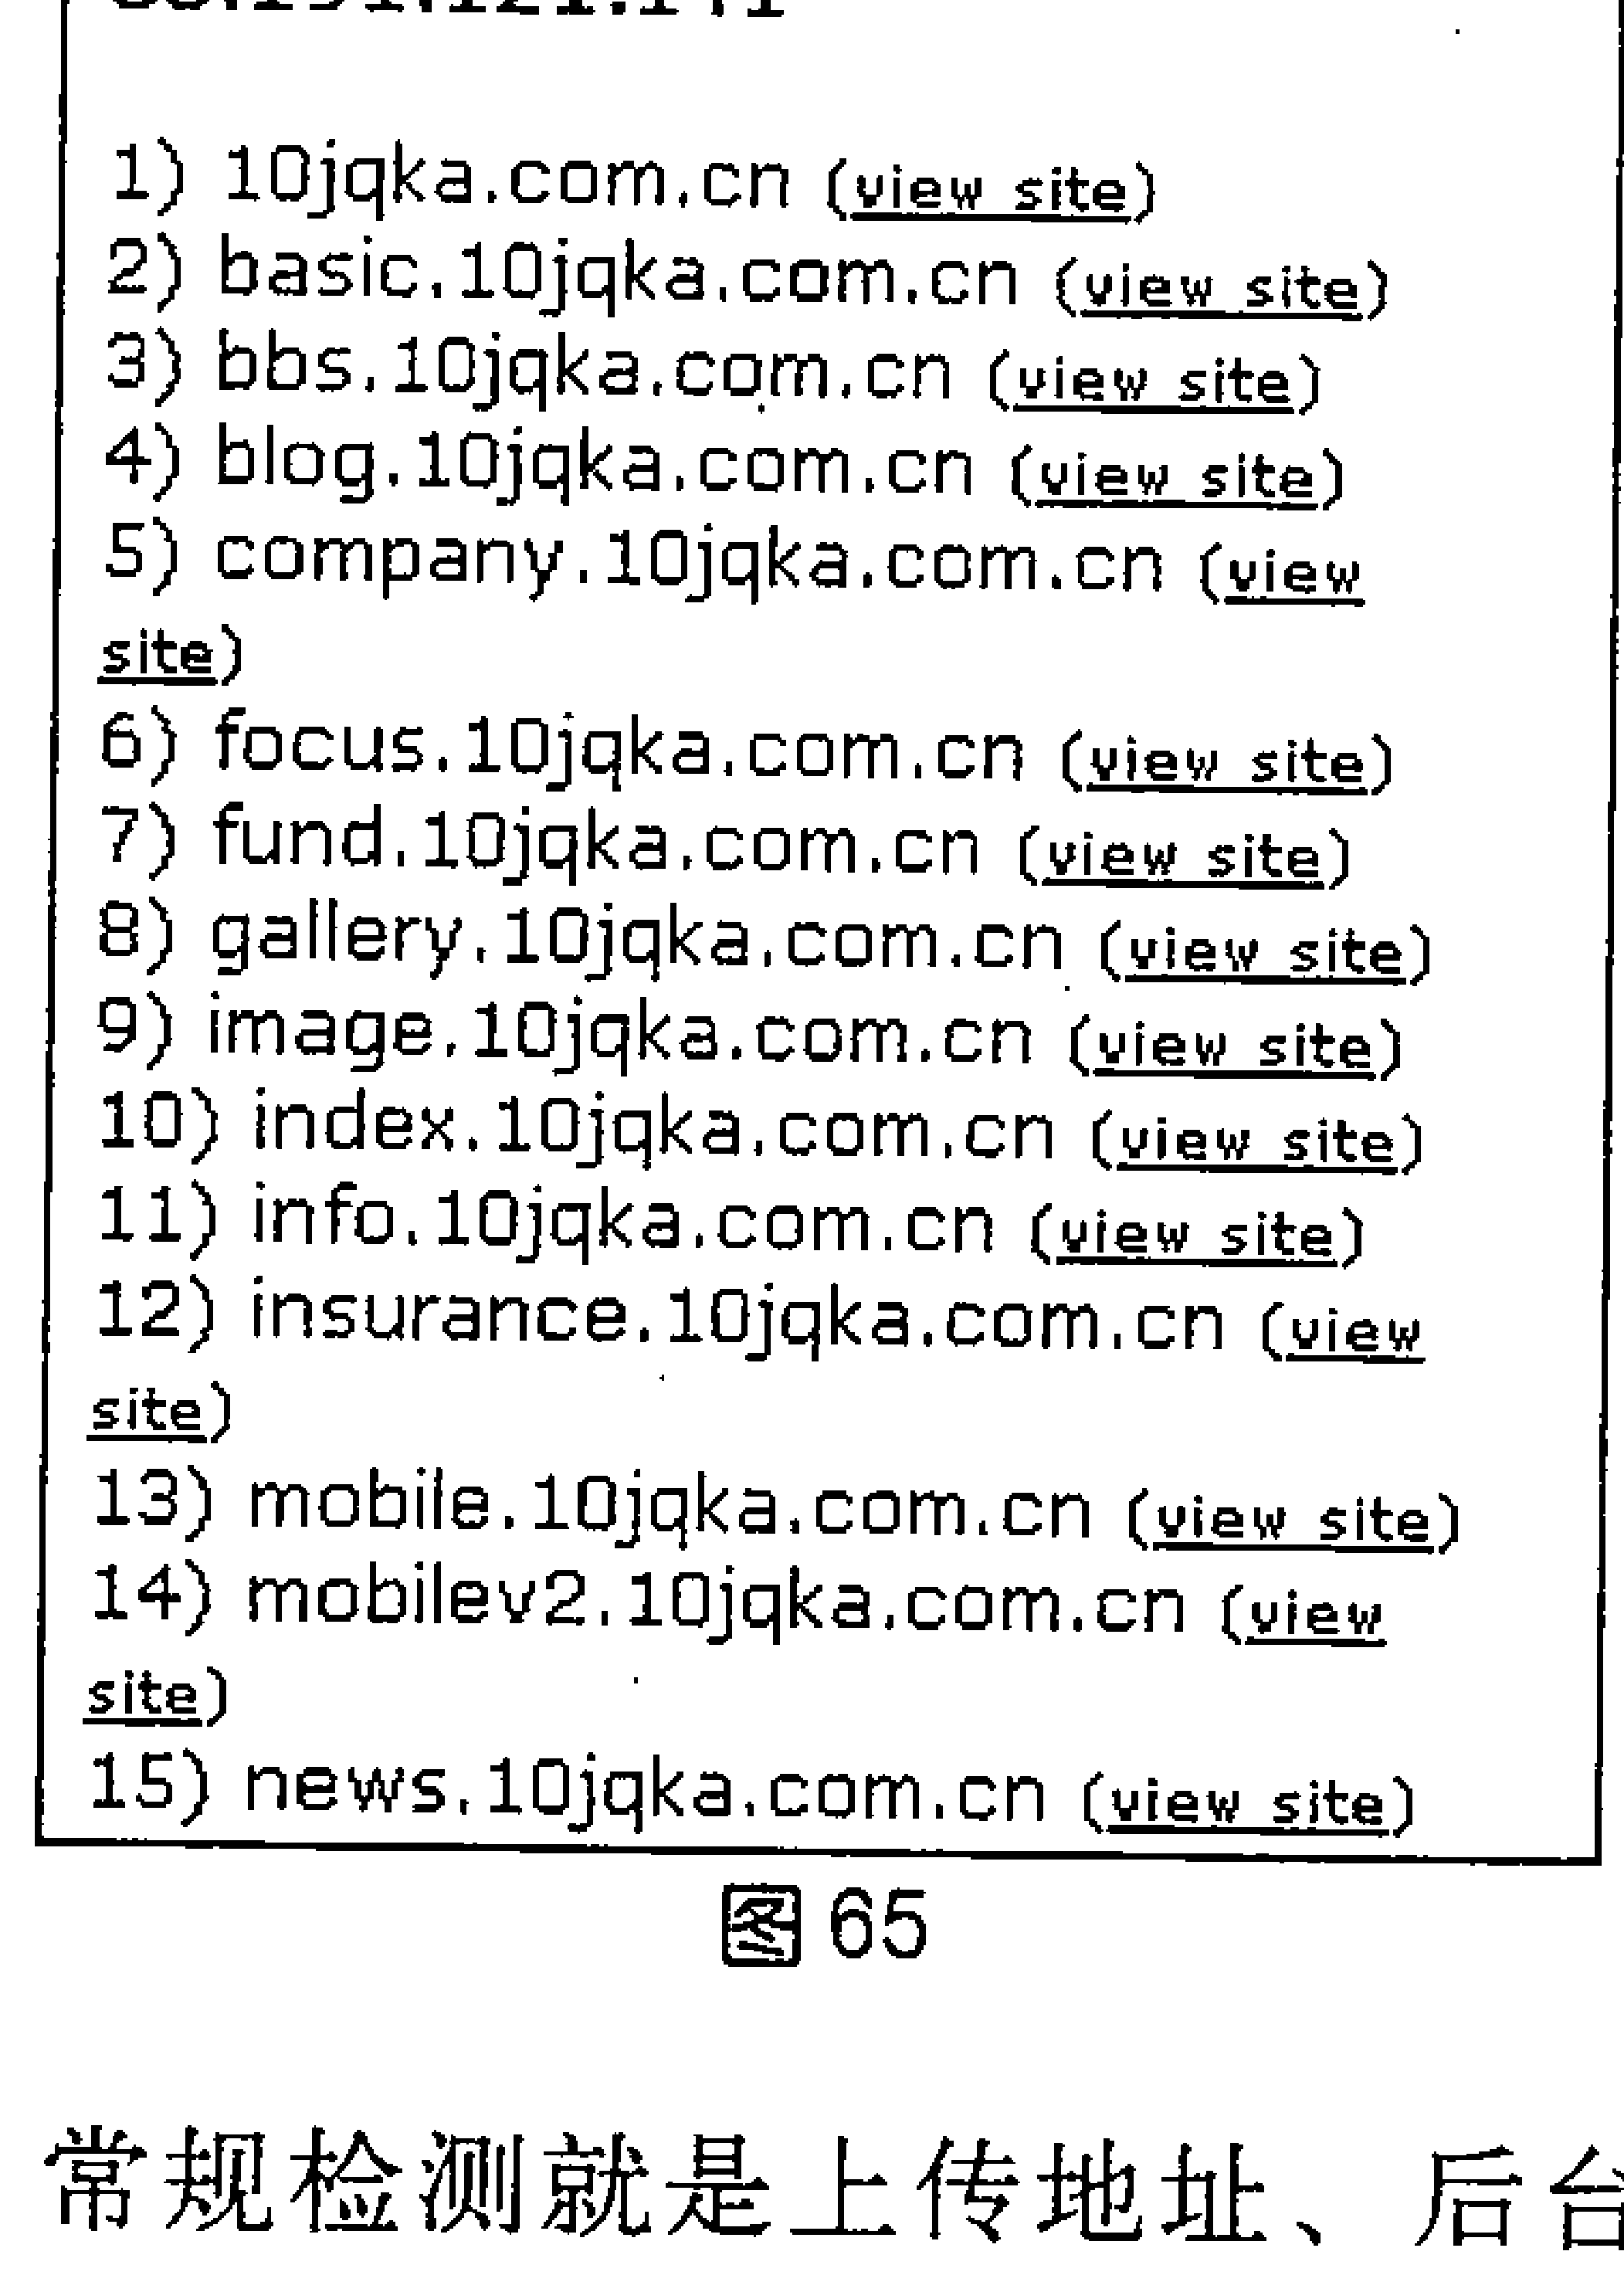 1) 10jqka.com.cn (view site)
2) basic.10jqka.com.cn (view site)
3) bbs.10jqka.com.cn (view site)
4) blog.10jqka.com.cn (view site)
5) company.10jqka.com.cn (view
site)
6) focus.10jqka.com.cn (view site)
7) fund.10jqka.com.cn (view site)
8) gallery.10jqka.com.cn (view site)
9) image.10jqka.com.cn (view site)
10) index.10jqka.com.cn (view site)
11) info.10jqka.com.cn (view site)
12) insurance.10jqka.com.cn (view
site)
13) mobile.10jqka.com.cn (view site)
14) mobilev2.10jqka.com.cn (view
site)
15) news.10jqka.com.cn (view site)
图 65
常规检测就是上传地址、后台